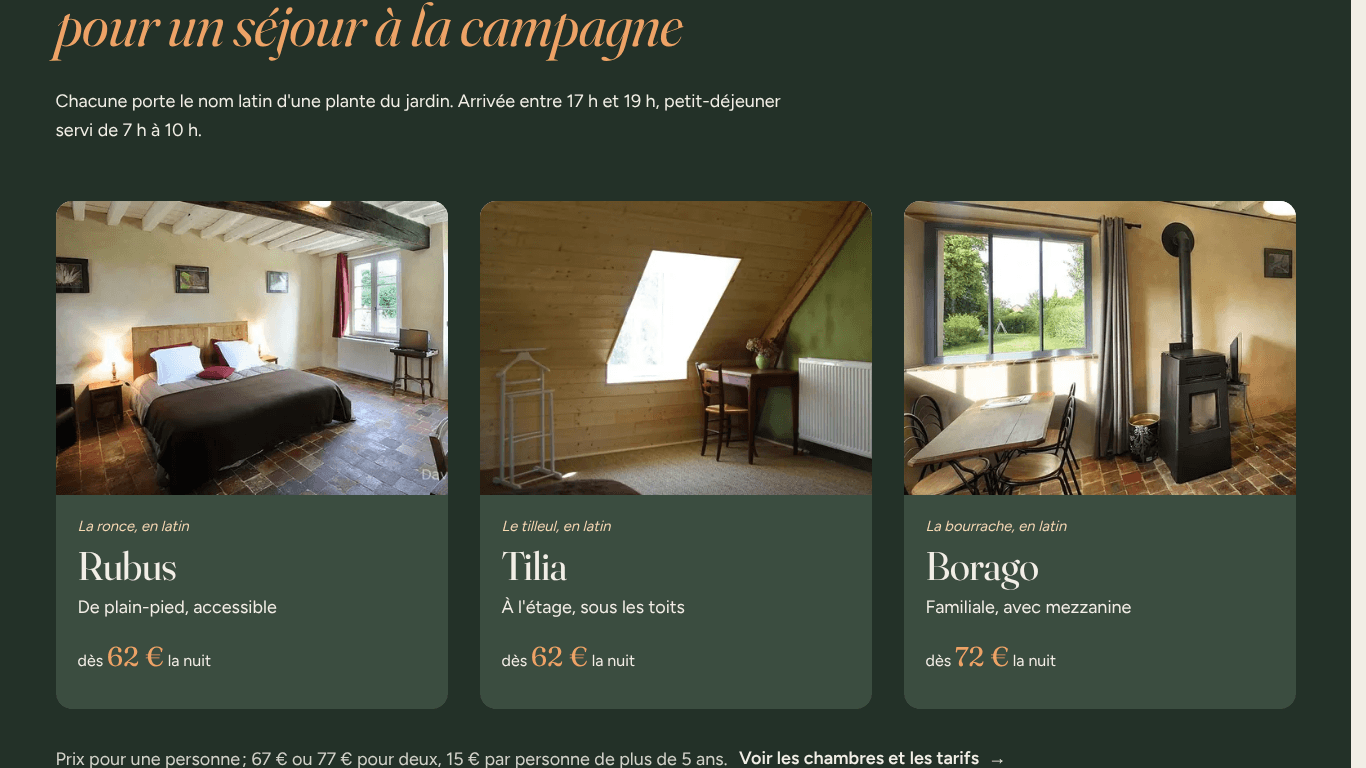 pour un séjour à la campagne
Chacune porte le nom latin d'une plante du jardin. Arrivée entre 17 h et 19 h, petit-déjeuner
servi de 7 h à 10 h.
Dav
La ronce, en latin
Rubus
De plain-pied, accessible
dès 62 € la nuit
Le tilleul, en latin
Tilia
À l'étage, sous les toits
dès 62 € la nuit
La bourrache, en latin
Borago
Familiale, avec mezzanine
dès 72 € la nuit
Prix pour une personne ; 67 € ou 77 € pour deux, 15 € par personne de plus de 5 ans. Voir les chambres et les tarifs →